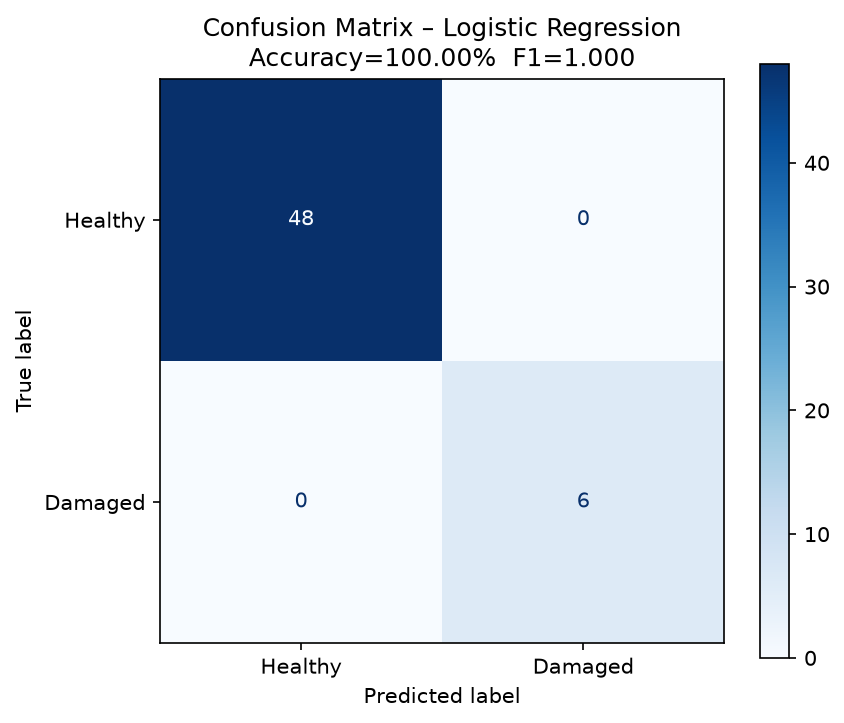 Confusion Matrix – Logistic Regression
Accuracy=100.00%  F1=1.000
Healthy
48
0
Damaged
0
6
Healthy
Damaged
Predicted label
True label
40
30
20
10
0